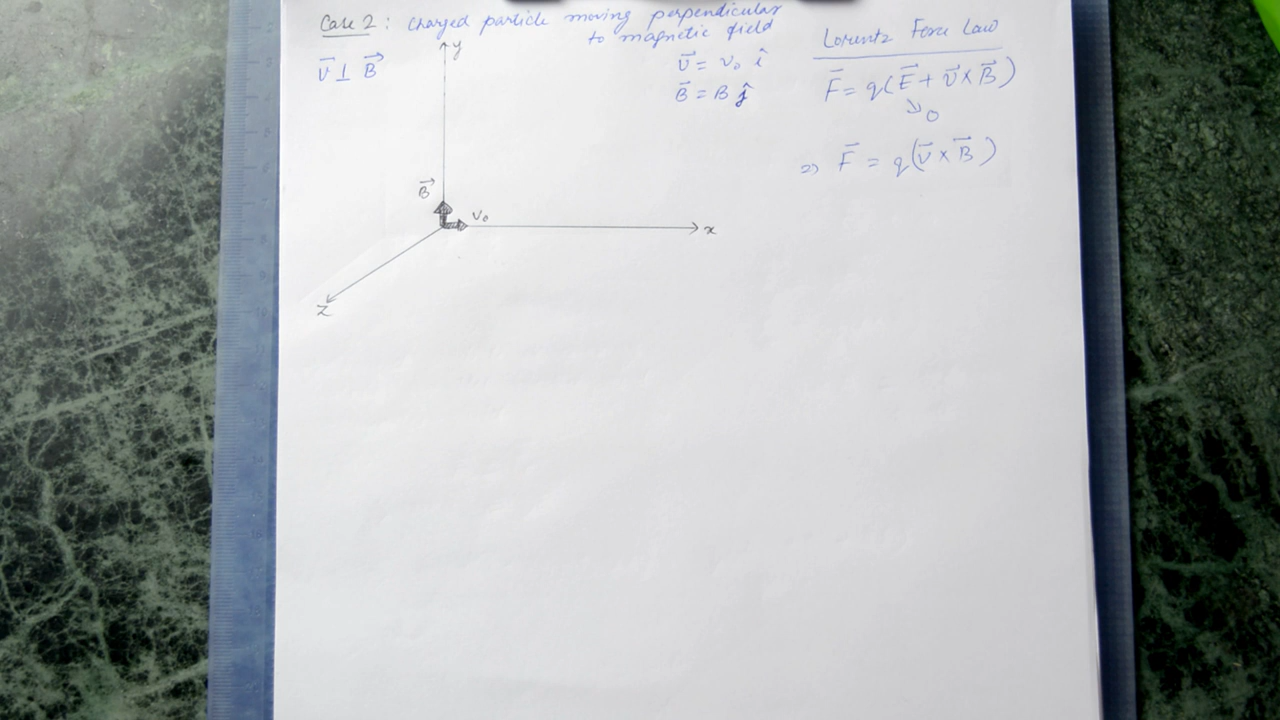 Case 2 : Charged particle moving perpendicular
to magnetic field
v⃗ ⊥ B⃗
v⃗ = v₀ î
B⃗ = B ĵ
Lorentz Force Law
F⃗ = q(E⃗ + v⃗ × B⃗)
↘ 0
⇒ F⃗ = q(v⃗ × B⃗)
y
B⃗
v₀
x
z